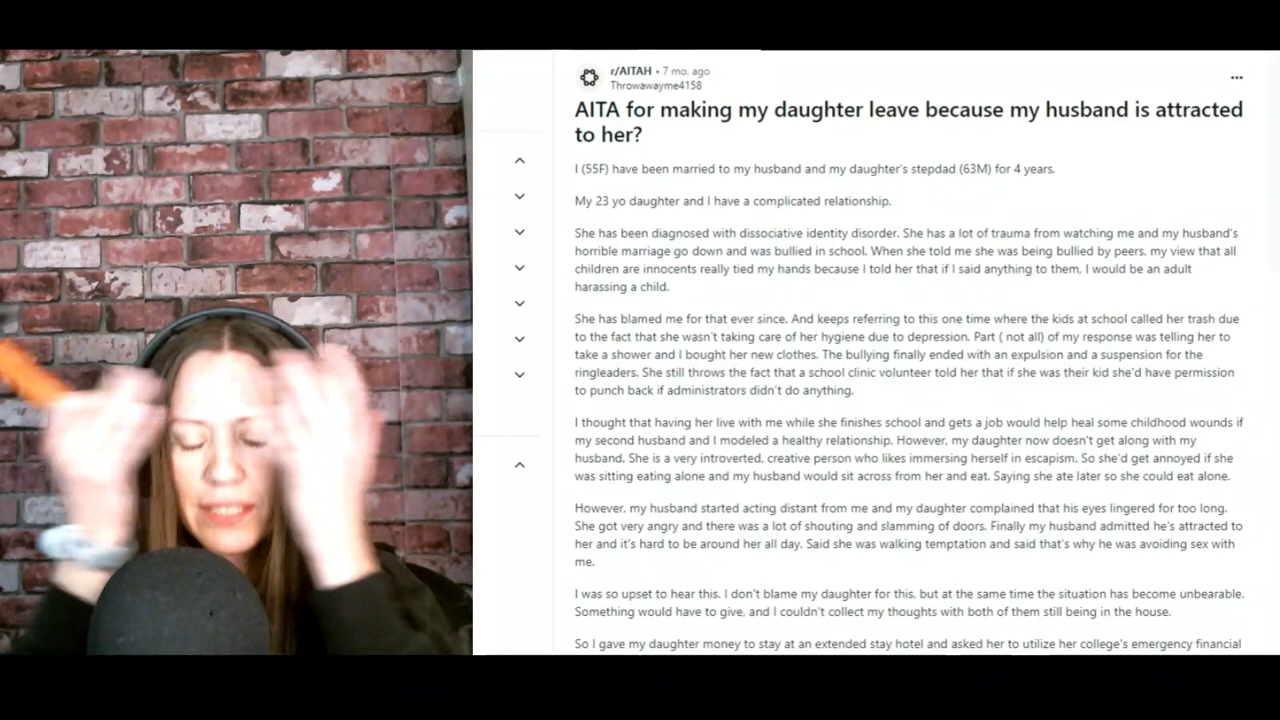 r/AITAH • 7 mo. ago
Throwawayme4158
AITA for making my daughter leave because my husband is attracted
to her?
I (55F) have been married to my husband and my daughter's stepdad (63M) for 4 years.
My 23 yo daughter and I have a complicated relationship.
She has been diagnosed with dissociative identity disorder. She has a lot of trauma from watching me and my husband's
horrible marriage go down and was bullied in school. When she told me she was being bullied by peers, my view that all
children are innocents really tied my hands because I told her that if I said anything to them, I would be an adult
harassing a child.
She has blamed me for that ever since. And keeps referring to this one time where the kids at school called her trash due
to the fact that she wasn't taking care of her hygiene due to depression. Part ( not all) of my response was telling her to
take a shower and I bought her new clothes. The bullying finally ended with an expulsion and a suspension for the
ringleaders. She still throws the fact that a school clinic volunteer told her that if she was their kid she'd have permission
to punch back if administrators didn't do anything.
I thought that having her live with me while she finishes school and gets a job would help heal some childhood wounds if
my second husband and I modeled a healthy relationship. However, my daughter now doesn't get along with my
husband. She is a very introverted, creative person who likes immersing herself in escapism. So she'd get annoyed if she
was sitting eating alone and my husband would sit across from her and eat. Saying she ate later so she could eat alone.
However, my husband started acting distant from me and my daughter complained that his eyes lingered for too long.
She got very angry and there was a lot of shouting and slamming of doors. Finally my husband admitted he's attracted to
her and it's hard to be around her all day. Said she was walking temptation and said that's why he was avoiding sex with
me.
I was so upset to hear this. I don't blame my daughter for this, but at the same time the situation has become unbearable.
Something would have to give, and I couldn't collect my thoughts with both of them still being in the house.
So I gave my daughter money to stay at an extended stay hotel and asked her to utilize her college's emergency financial